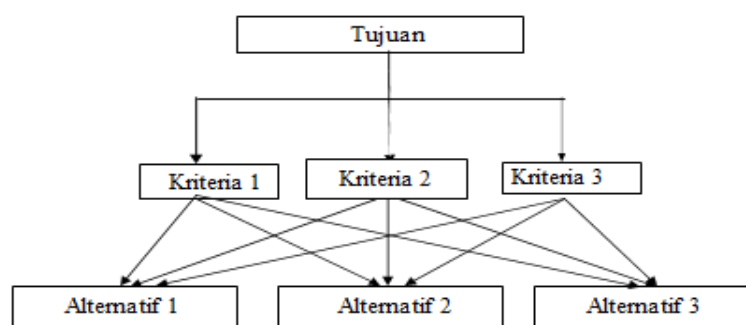 Tujuan
Kriteria 1
Kriteria 2
Kriteria 3
Alternatif 1
Alternatif 2
Alternatif 3